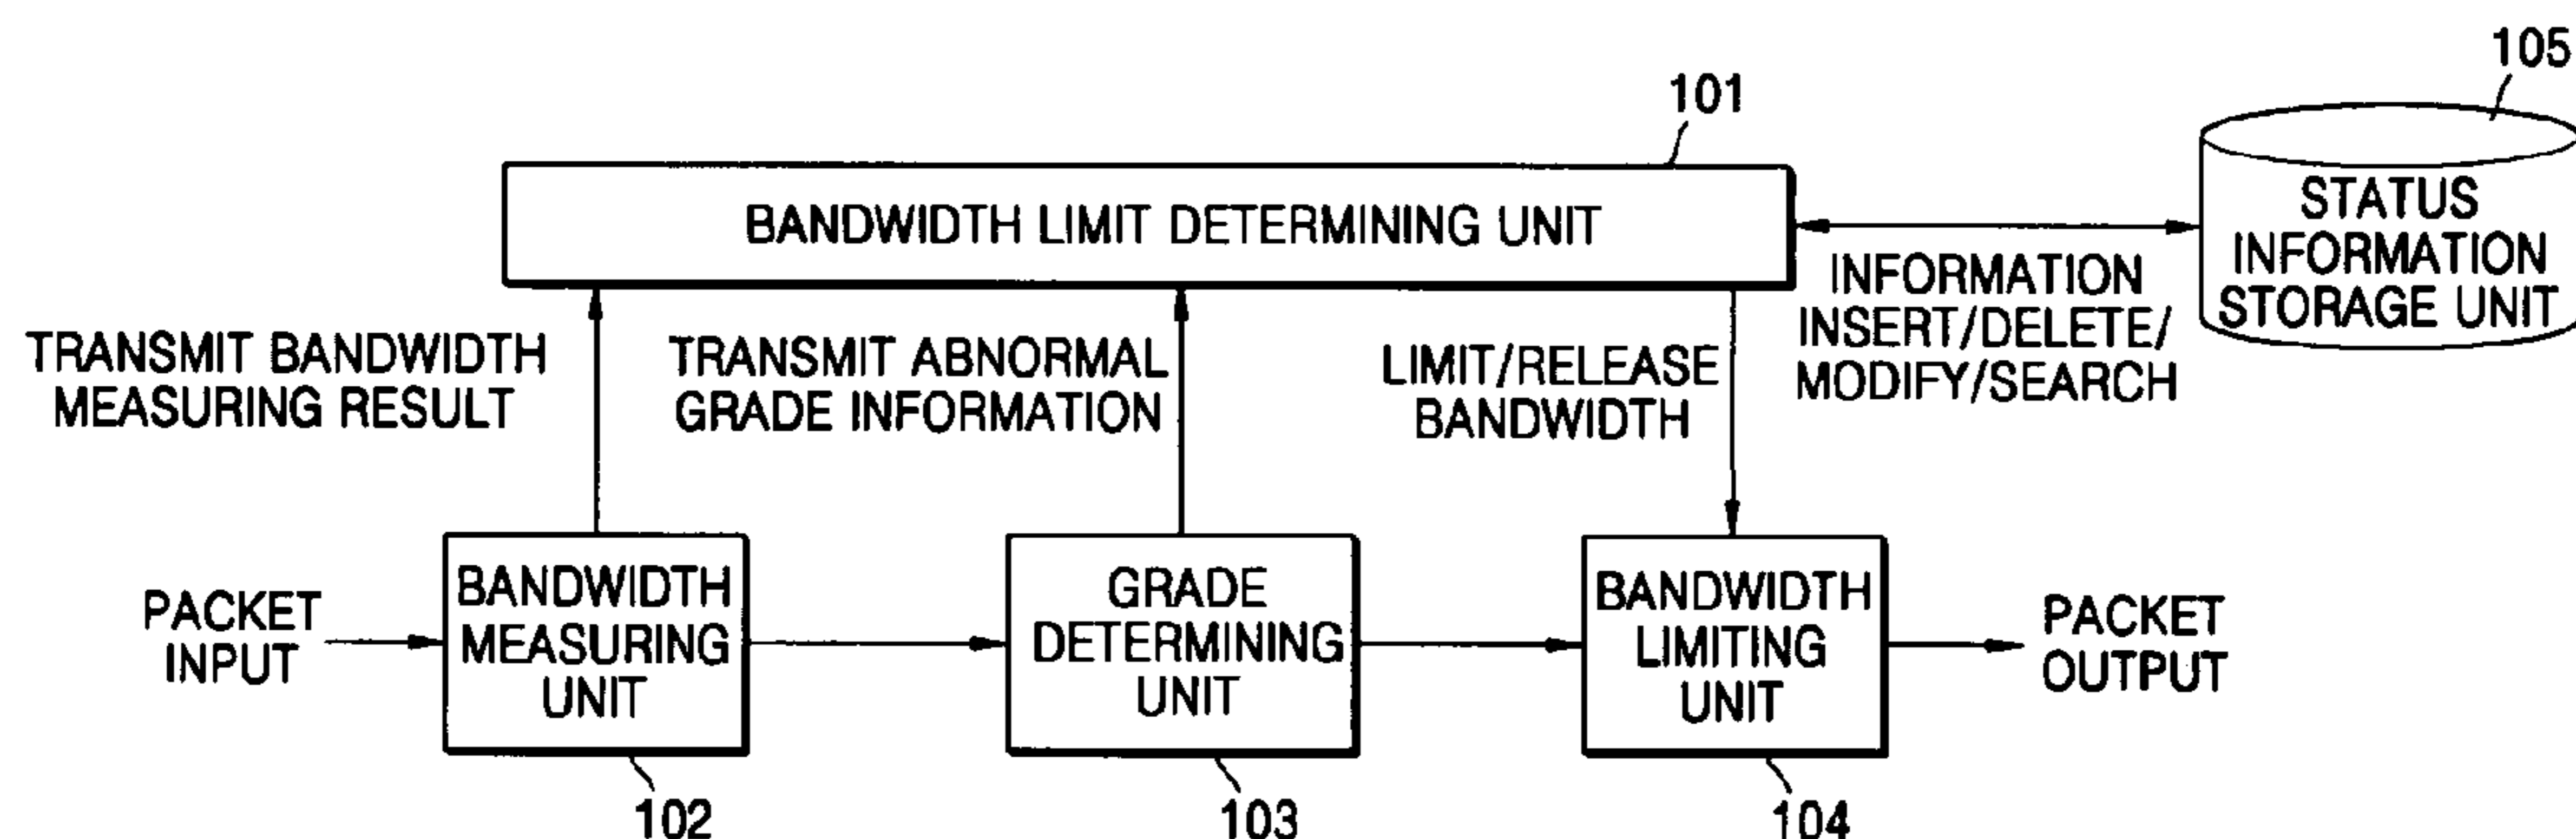 105
101
BANDWIDTH LIMIT DETERMINING UNIT
STATUS
INFORMATION
STORAGE UNIT
INFORMATION
INSERT/DELETE/
MODIFY/SEARCH
TRANSMIT BANDWIDTH
MEASURING RESULT
TRANSMIT ABNORMAL
GRADE INFORMATION
LIMIT/RELEASE
BANDWIDTH
PACKET
INPUT
BANDWIDTH
MEASURING
UNIT
GRADE
DETERMINING
UNIT
BANDWIDTH
LIMITING
UNIT
PACKET
OUTPUT
102
103
104